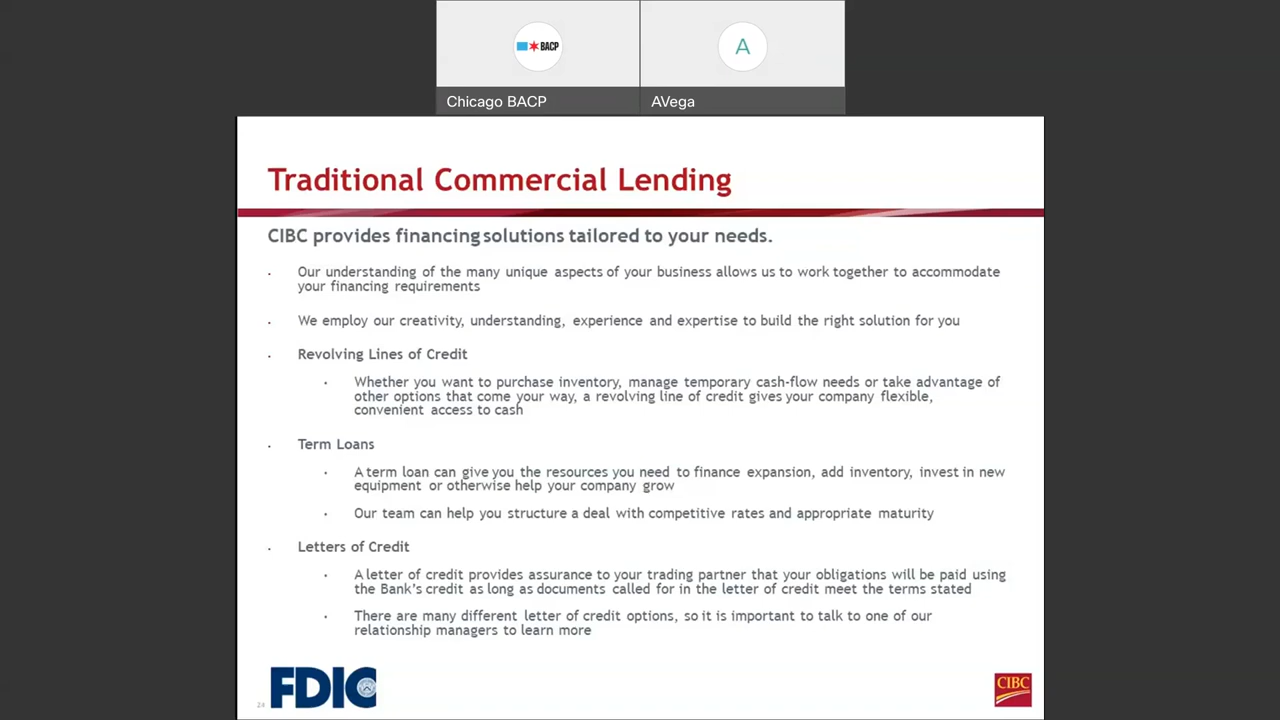 BACP
A
Chicago BACP
AVega
Traditional Commercial Lending
CIBC provides financing solutions tailored to your needs.
Our understanding of the many unique aspects of your business allows us to work together to accommodate
your financing requirements
We employ our creativity, understanding, experience and expertise to build the right solution for you
Revolving Lines of Credit
Whether you want to purchase inventory, manage temporary cash-flow needs or take advantage of
other options that come your way, a revolving line of credit gives your company flexible,
convenient access to cash
Term Loans
A term loan can give you the resources you need to finance expansion, add inventory, invest in new
equipment or otherwise help your company grow
Our team can help you structure a deal with competitive rates and appropriate maturity
Letters of Credit
A letter of credit provides assurance to your trading partner that your obligations will be paid using
the Bank's credit as long as documents called for in the letter of credit meet the terms stated
There are many different letter of credit options, so it is important to talk to one of our
relationship managers to learn more
24
FDIC
CIBC